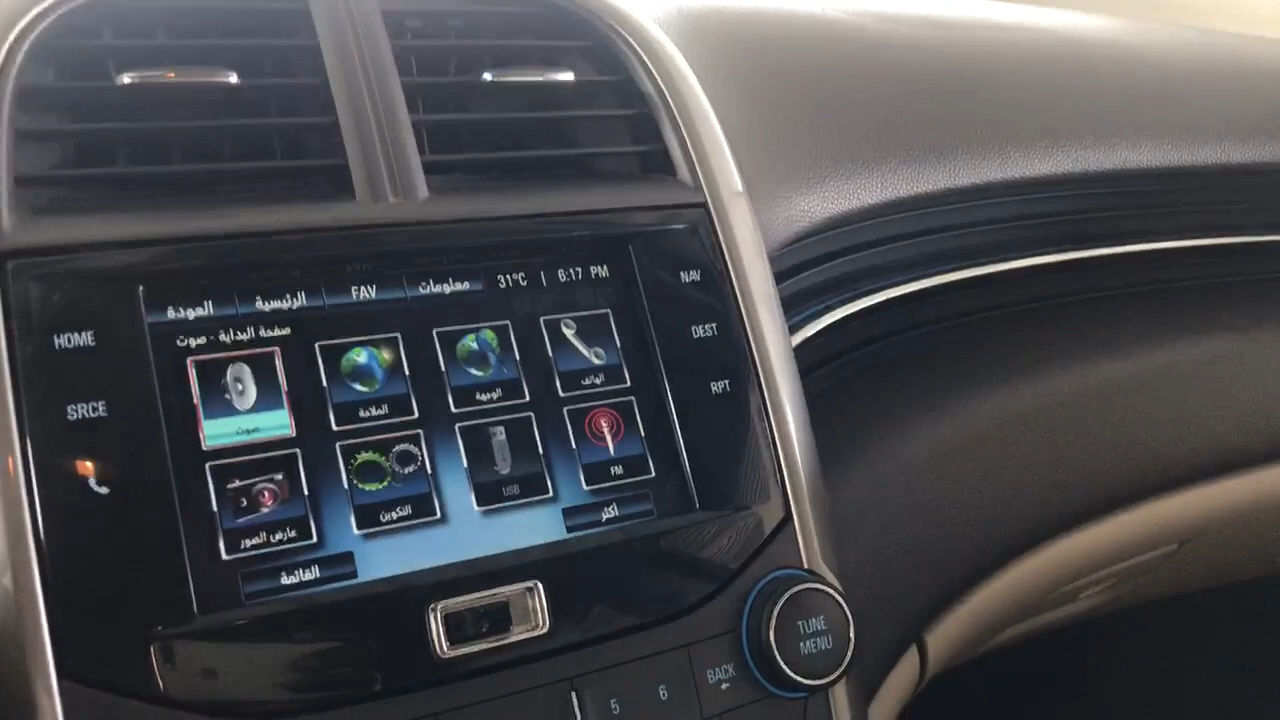 العودة الرئيسية FAV معلومات 31°C | 6:17 PM
صفحة البداية - صوت
صوت الملاحة الوجهة الهاتف
عارض الصور التكوين USB FM
القائمة أكثر
HOME
SRCE
NAV
DEST
RPT
TUNE
MENU
5 6 BACK